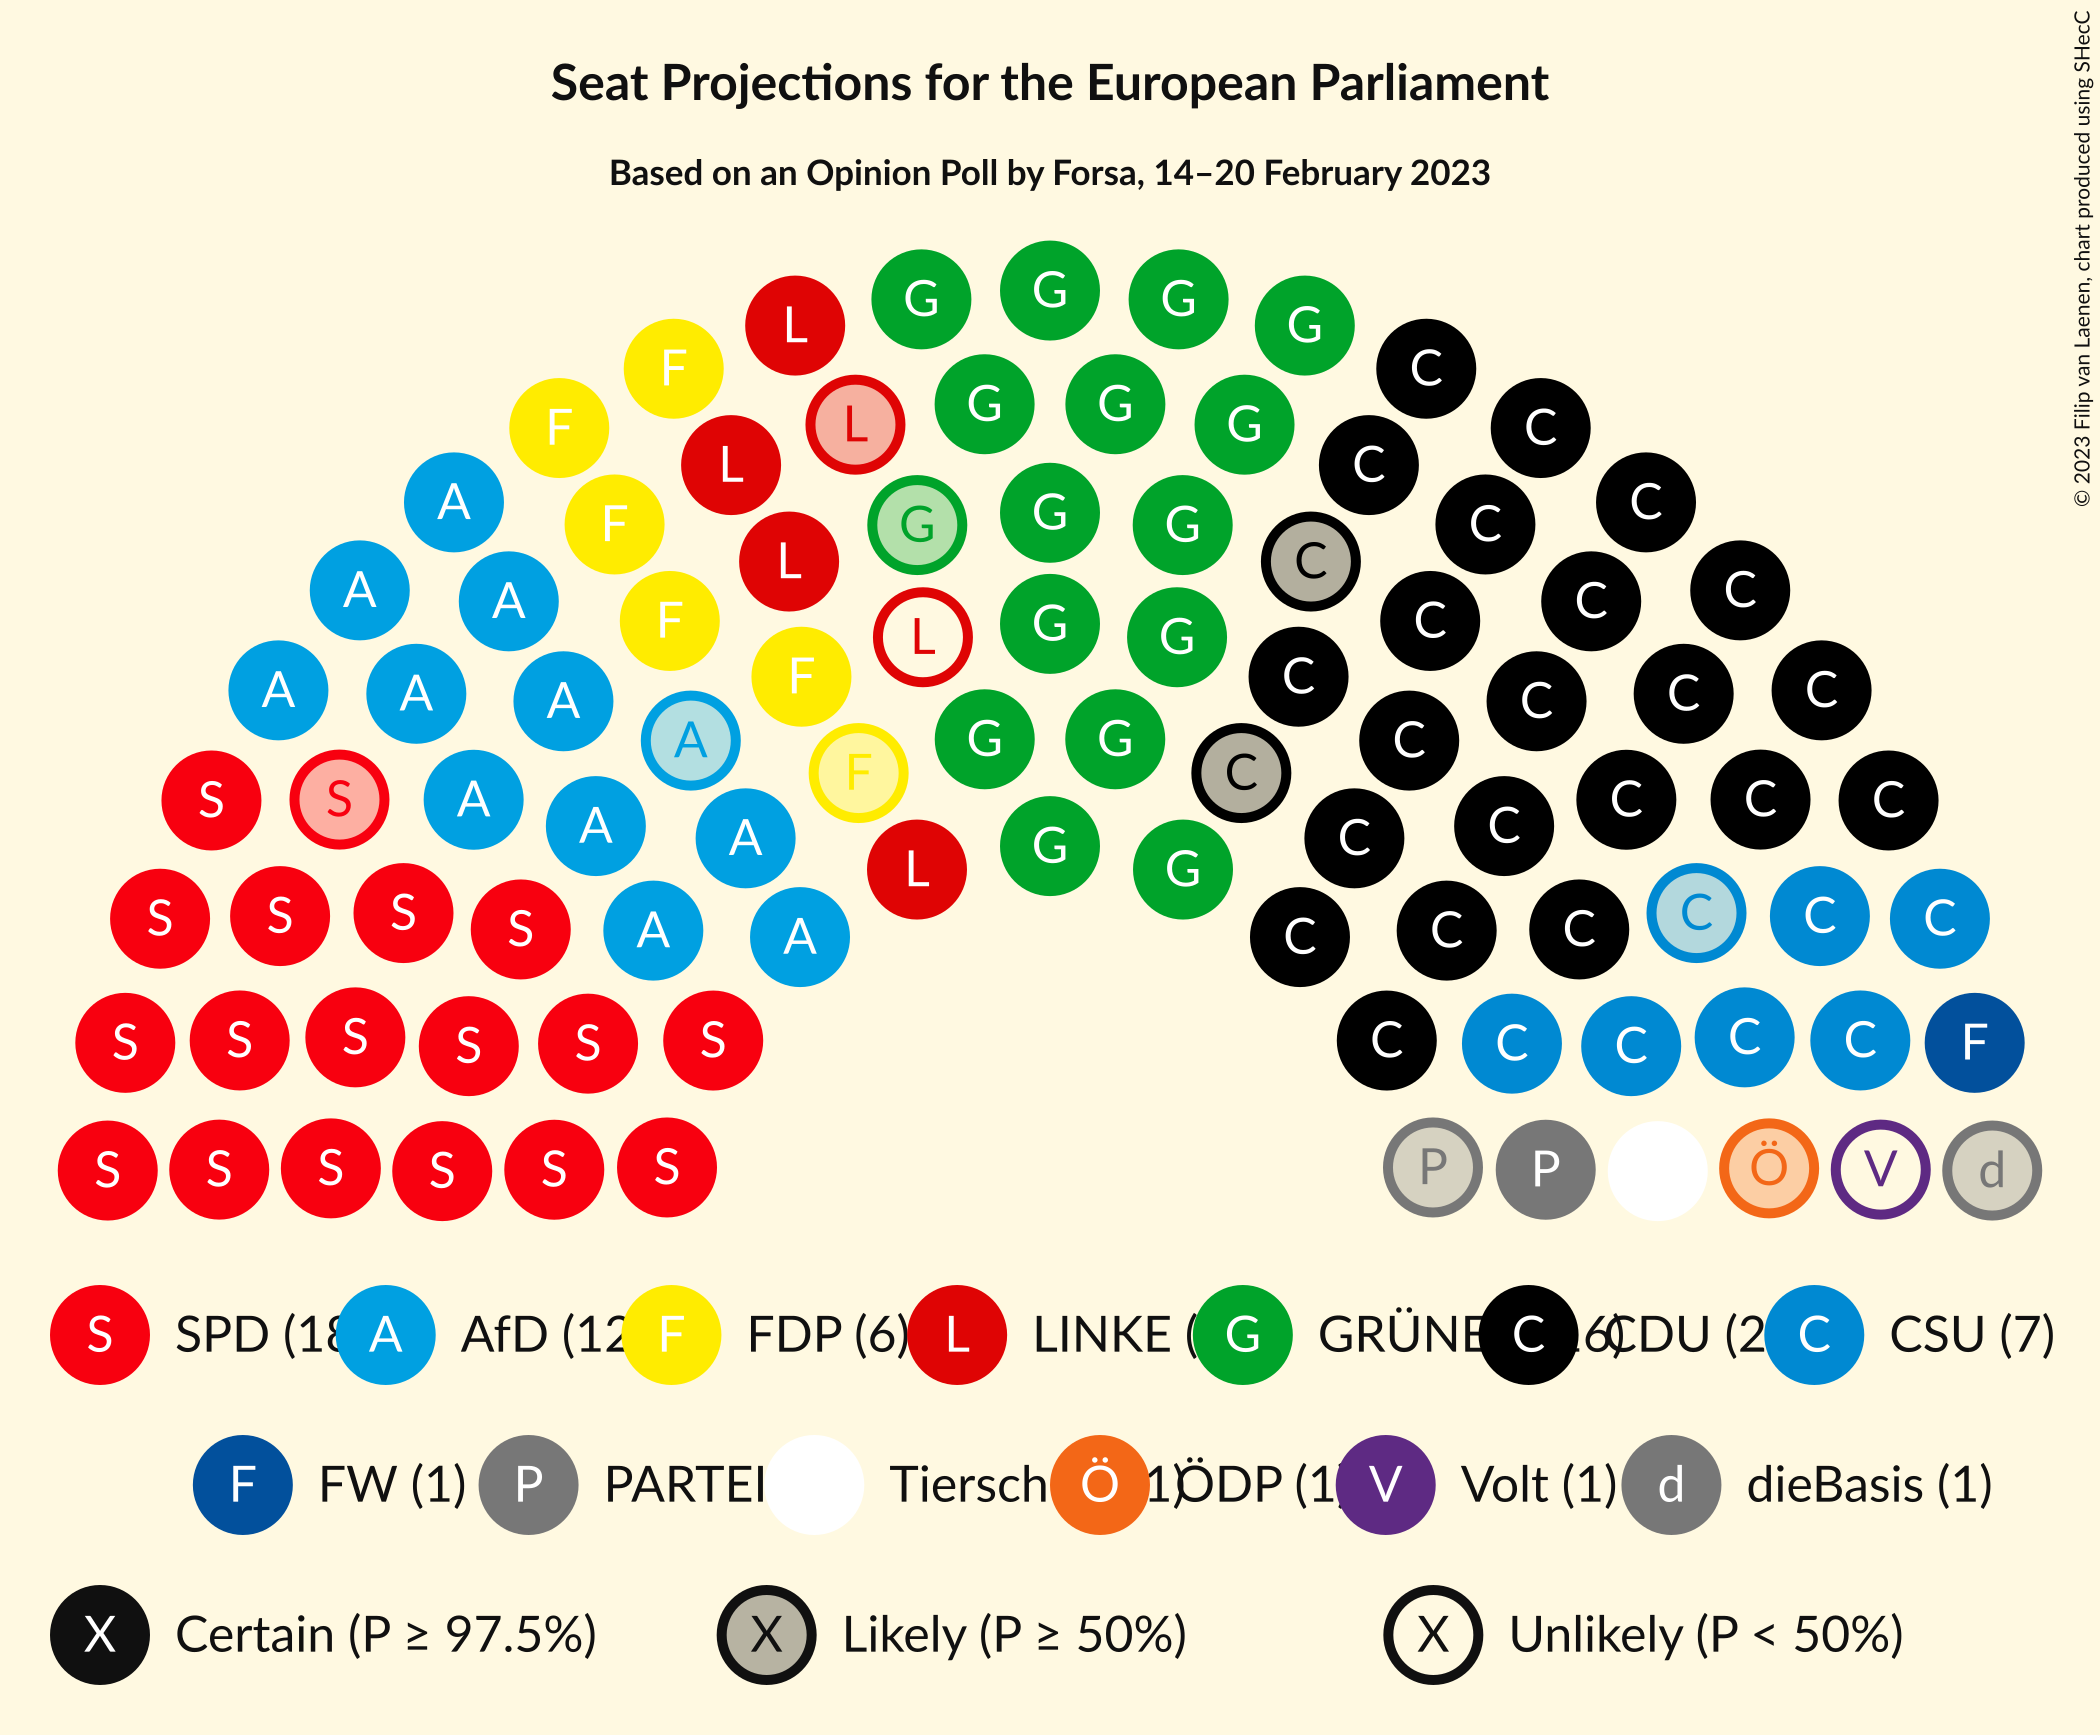 Seat Projections for the European Parliament
Based on an Opinion Poll by Forsa, 14–20 February 2023
© 2023 Filip van Laenen, chart produced using SHecC
G G G G
L L
F F C C
G G G
L C
A F G G G C C C
F
A A L C C C
F L G G C C
A A A F C C C C
A G G C
S S A F C C C C
A A C C
S S S S A A L G G C C C C C C
S S S S S S C C C C C F
S S S S S S P P Ö V d
S SPD (18 A AfD (12 F FDP (6) L LINKE ( G GRÜNE C 6) CDU (2 C CSU (7)
F FW (1) P PARTEI Tiersch Ö 1) ÖDP (1 V Volt (1) d dieBasis (1)
X Certain (P ≥ 97.5%) X Likely (P ≥ 50%) X Unlikely (P < 50%)